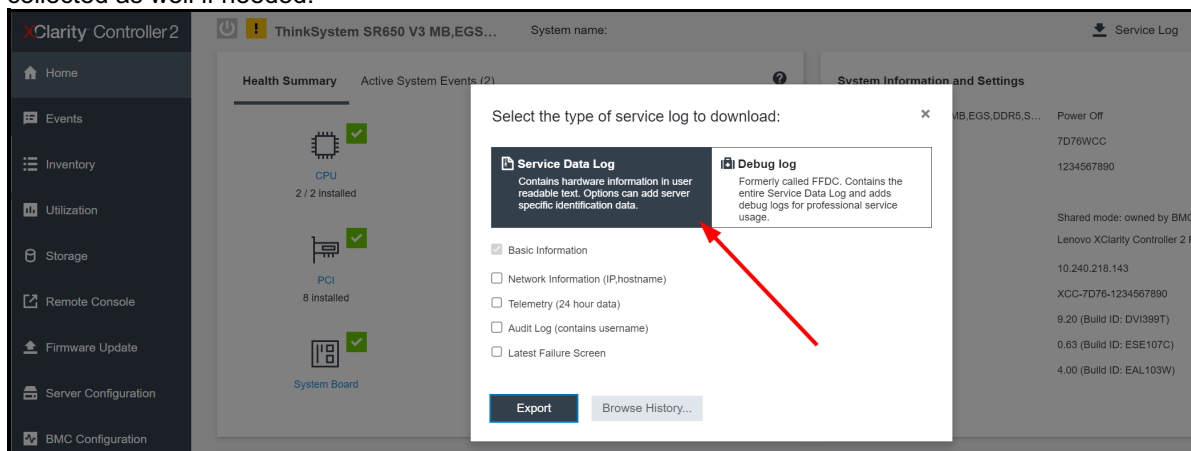 collected as well if needed.
XClarity Controller 2
ThinkSystem SR650 V3 MB,EGS...
System name:
Service Log
Home
Events
Inventory
Utilization
Storage
Remote Console
Firmware Update
Server Configuration
BMC Configuration
Health Summary
Active System Events (2)
CPU
2 / 2 installed
PCI
8 installed
System Board
Select the type of service log to download:
Service Data Log
Contains hardware information in user
readable text. Options can add server
specific identification data.
Debug log
Formerly called FFDC. Contains the
entire Service Data Log and adds
debug logs for professional service
usage.
Basic Information
Network Information (IP,hostname)
Telemetry (24 hour data)
Audit Log (contains username)
Latest Failure Screen
Export
Browse History...
System Information and Settings
MB,EGS,DDR5,S...
Power Off
7D76WCC
1234567890
Shared mode: owned by BMC
Lenovo XClarity Controller 2
10.240.218.143
XCC-7D76-1234567890
9.20 (Build ID: DVI399T)
0.63 (Build ID: ESE107C)
4.00 (Build ID: EAL103W)